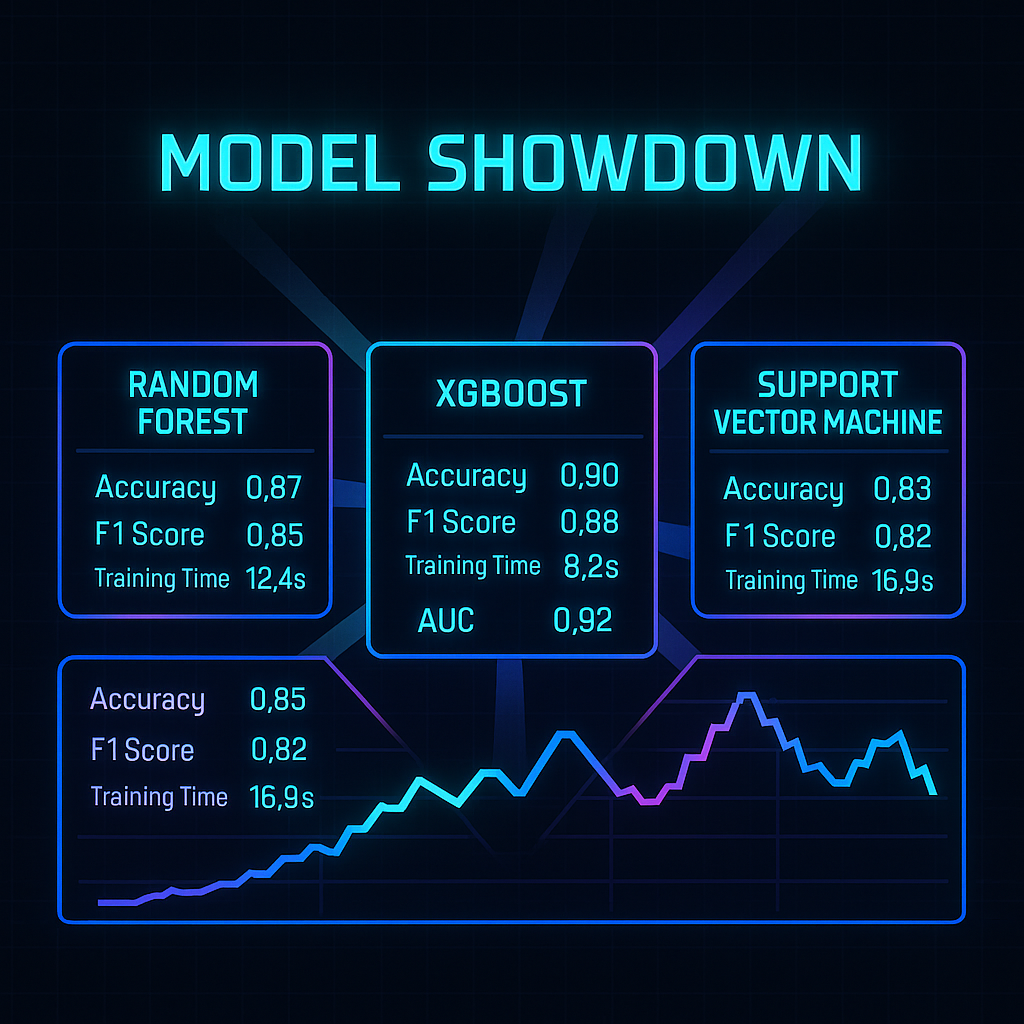 MODEL SHOWDOWN
RANDOM
FOREST
Accuracy 0,87
F1 Score 0,85
Training Time 12,4s
XGBOOST
Accuracy 0,90
F1 Score 0,88
Training Time 8,2s
AUC 0,92
SUPPORT
VECTOR MACHINE
Accuracy 0,83
F1 Score 0,82
Training Time 16,9s
Accuracy 0,85
F1 Score 0,82
Training Time 16,9s